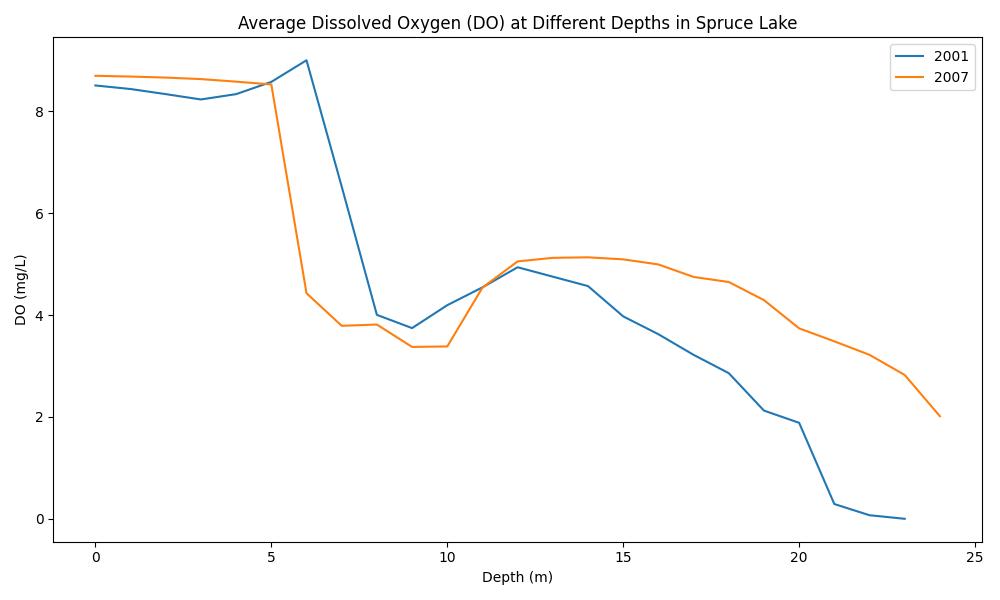 Average Dissolved Oxygen (DO) at Different Depths in Spruce Lake
2001
2007
DO (mg/L)
8
6
4
2
0
0 5 10 15 20 25
Depth (m)